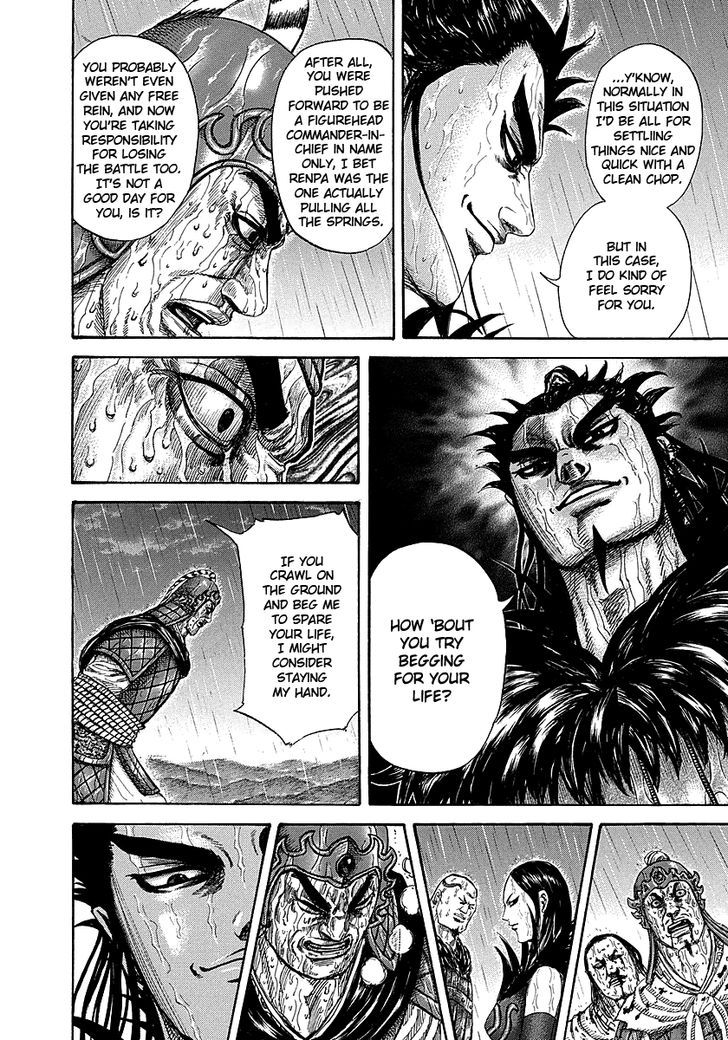 ...Y'KNOW,
NORMALLY IN
THIS SITUATION
I'D BE ALL FOR
SETTLIING
THINGS NICE AND
QUICK WITH A
CLEAN CHOP.
BUT IN
THIS CASE,
I DO KIND OF
FEEL SORRY
FOR YOU.
AFTER ALL,
YOU WERE
PUSHED
FORWARD TO BE
A FIGUREHEAD
COMMANDER-IN-
CHIEF IN NAME
ONLY, I BET
RENPA WAS THE
ONE ACTUALLY
PULLING ALL
THE SPRINGS.
YOU PROBABLY
WEREN'T EVEN
GIVEN ANY FREE
REIN, AND NOW
YOU'RE TAKING
RESPONSIBILITY
FOR LOSING
THE BATTLE TOO.
IT'S NOT A
GOOD DAY FOR
YOU, IS IT?
HOW 'BOUT
YOU TRY
BEGGING
FOR YOUR
LIFE?
IF YOU
CRAWL ON
THE GROUND
AND BEG ME
TO SPARE
YOUR LIFE,
I MIGHT
CONSIDER
STAYING
MY HAND.